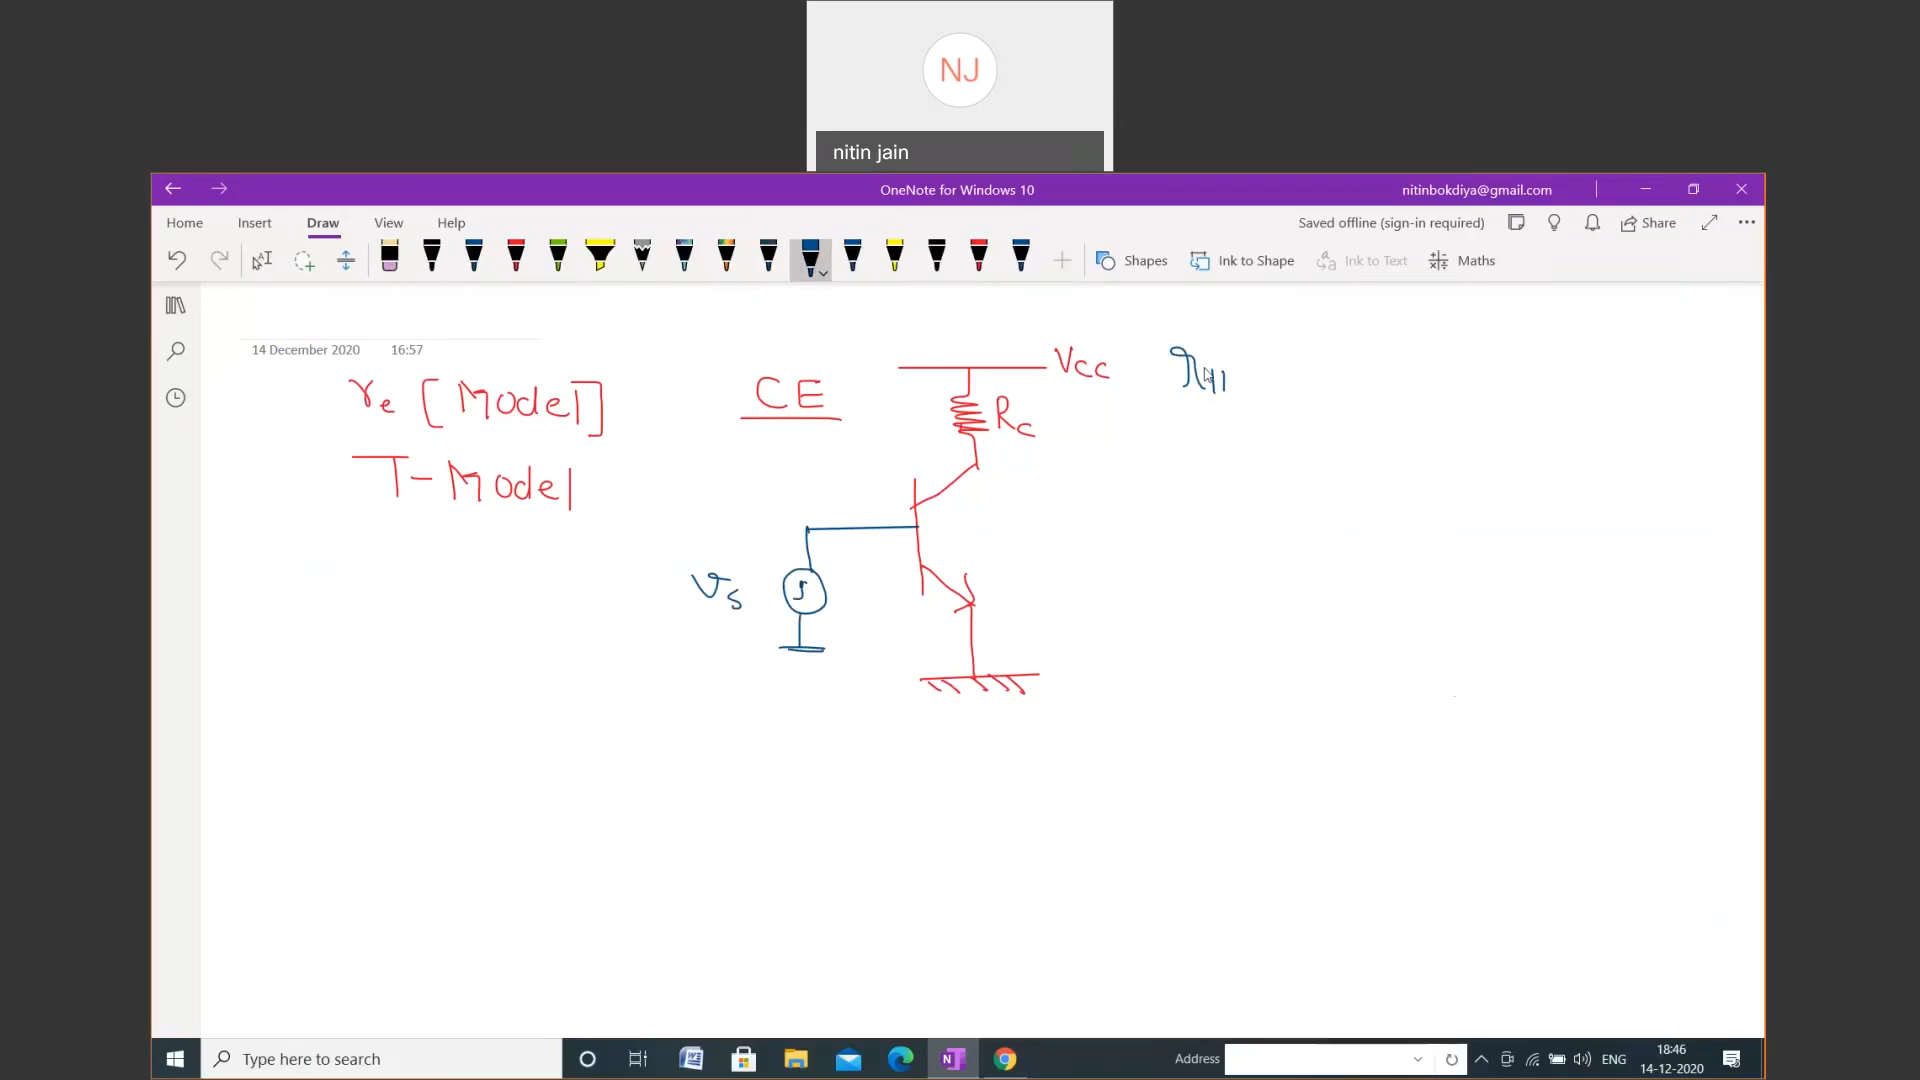 NJ
nitin jain
OneNote for Windows 10
nitinbokdiya@gmail.com
Home Insert Draw View Help
Saved offline (sign-in required)
Share
Shapes
Ink to Shape
Ink to Text
Maths
14 December 2020 16:57
re [Model]
T-Model
CE
VCC
RC
vs
Type here to search
Address
ENG
18:46
14-12-2020